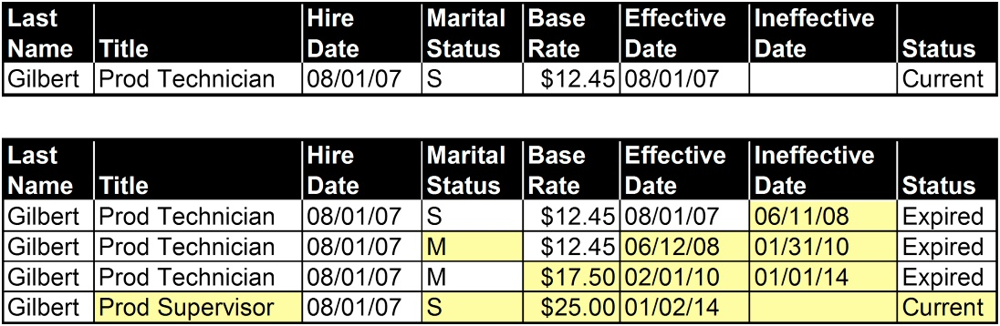 Last Name | Title | Hire Date | Marital Status | Base Rate | Effective Date | Ineffective Date | Status
Gilbert | Prod Technician | 08/01/07 | S | $12.45 | 08/01/07 | | Current
Last Name | Title | Hire Date | Marital Status | Base Rate | Effective Date | Ineffective Date | Status
Gilbert | Prod Technician | 08/01/07 | S | $12.45 | 08/01/07 | 06/11/08 | Expired
Gilbert | Prod Technician | 08/01/07 | M | $12.45 | 06/12/08 | 01/31/10 | Expired
Gilbert | Prod Technician | 08/01/07 | M | $17.50 | 02/01/10 | 01/01/14 | Expired
Gilbert | Prod Supervisor | 08/01/07 | S | $25.00 | 01/02/14 | | Current